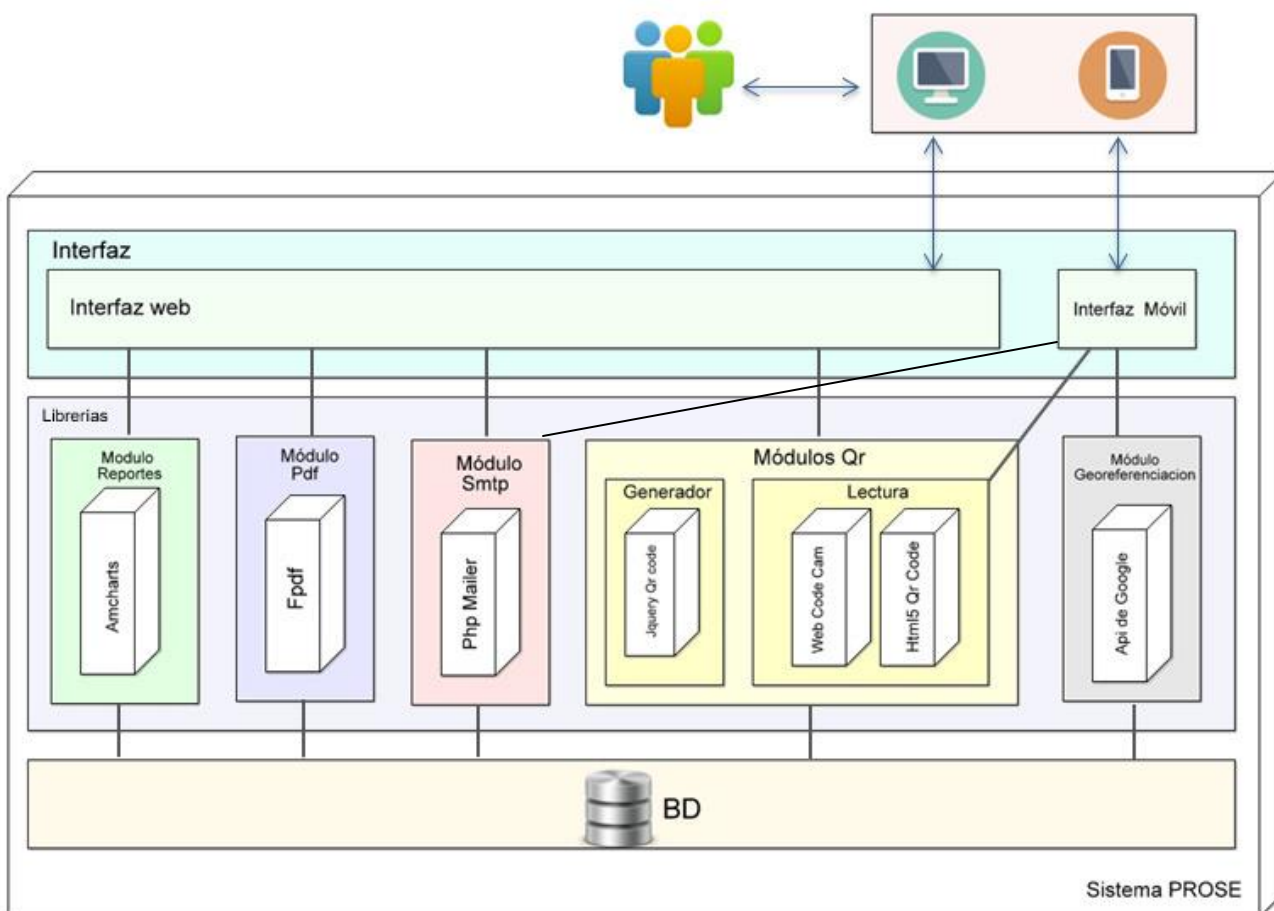 Interfaz
Interfaz web
Interfaz Móvil
Librerias
Modulo
Reportes
Amcharts
Módulo
Pdf
Fpdf
Módulo
Smtp
Php Mailer
Módulos Qr
Generador
Jquery Qr code
Lectura
Web Code Cam
Html5 Qr Code
Módulo
Georeferenciacion
Api de Google
BD
Sistema PROSE